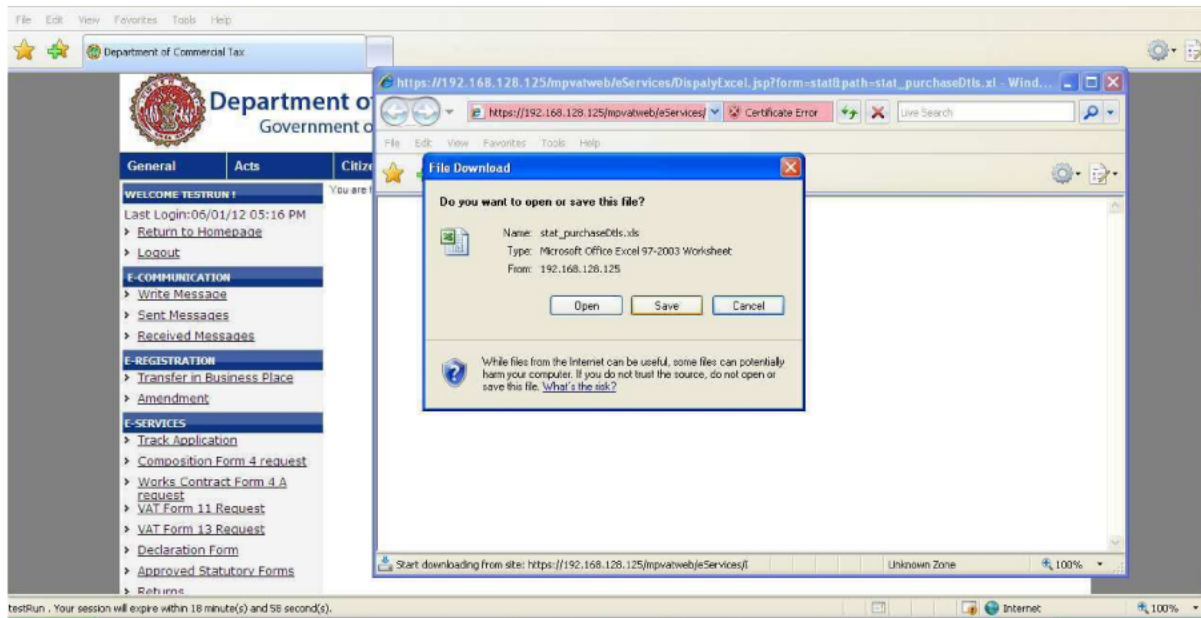 File Edit View Favorites Tools Help
Department of Commercial Tax
Departme
Government o
General Acts Citize
WELCOME TESTRUN !
Last Login:06/01/12 05:16 PM
Return to Homepage
Logout
E-COMMUNICATION
Write Message
Sent Messages
Received Messages
E-REGISTRATION
Transfer in Business Place
Amendment
E-SERVICES
Track Application
Composition Form 4 request
Works Contract Form 4 A
request
VAT Form 11 Request
VAT Form 13 Request
Declaration Form
Approved Statutory Forms
Returns
You are
https://192.168.128.125/mpvatweb/eServices/DispalyExcel.jsp?form=stat&path=stat_purchaseDtls.xl - Wind...
https://192.168.128.125/mpvatweb/eServices/ Certificate Error Live Search
File Edit View Favorites Tools Help
File Download
Do you want to open or save this file?
Name: stat_purchaseDtls.xls
Type: Microsoft Office Excel 97-2003 Worksheet
From: 192.168.128.125
Open Save Cancel
While files from the Internet can be useful, some files can potentially
harm your computer. If you do not trust the source, do not open or
save this file. What's the risk?
Start downloading from site: https://192.168.128.125/mpvatweb/eServices/ Unknown Zone 100%
testRun . Your session will expire within 18 minute(s) and 58 second(s). Internet 100%